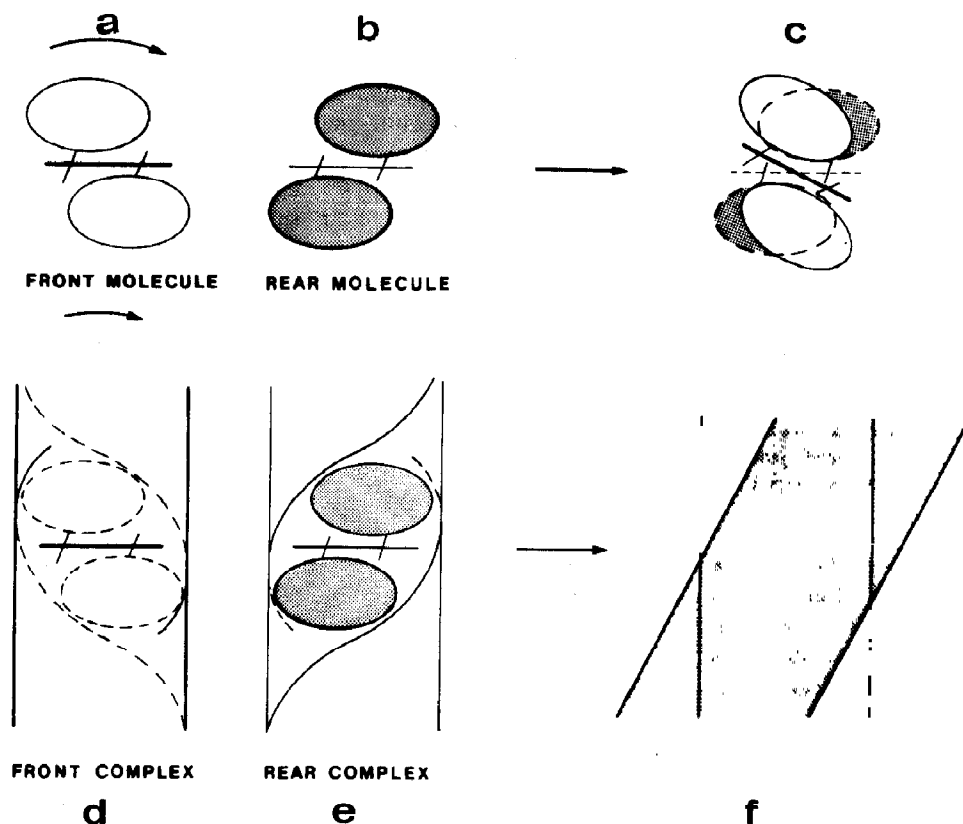 a b c
FRONT MOLECULE REAR MOLECULE
FRONT COMPLEX REAR COMPLEX
d e f